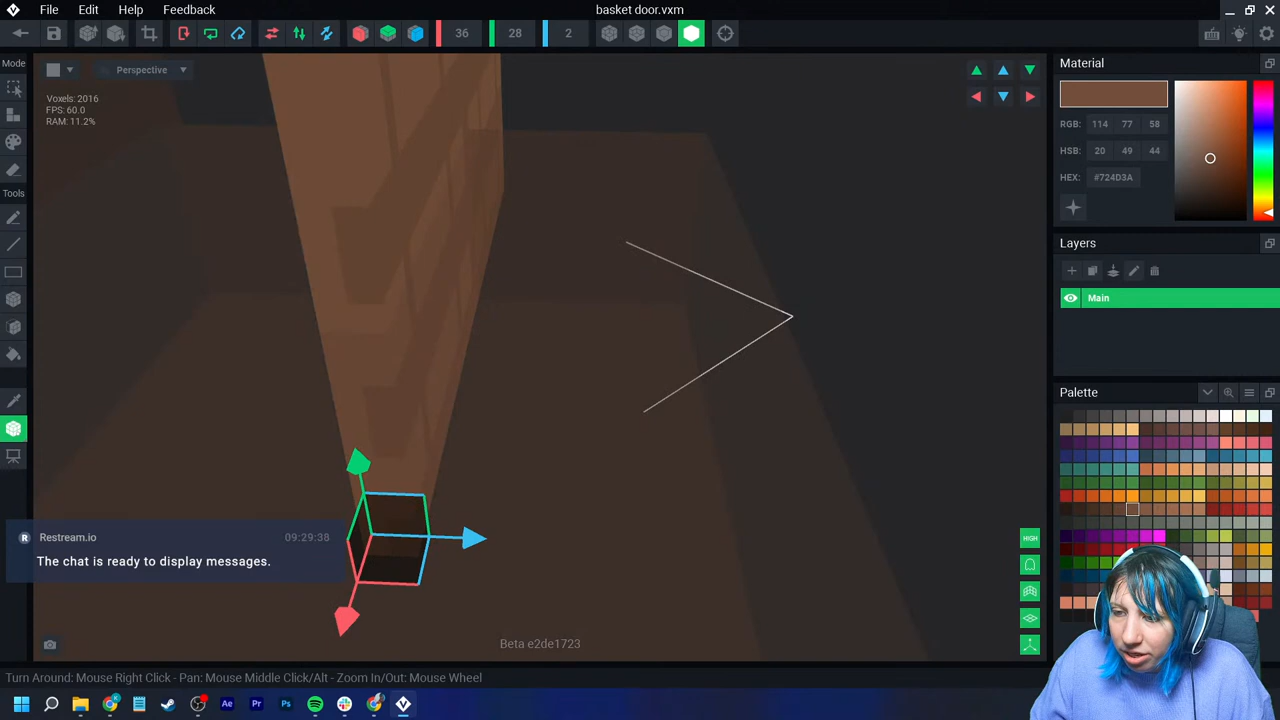 File Edit Help Feedback
basket door.vxm
36 28 2
Mode
Perspective
Voxels: 2016
FPS: 60.0
RAM: 11.2%
Tools
Material
RGB: 114 77 58
HSB: 20 49 44
HEX: #724D3A
Layers
Main
Palette
HIGH
R Restream.io 09:29:38
The chat is ready to display messages.
Beta e2de1723
Turn Around: Mouse Right Click - Pan: Mouse Middle Click/Alt - Zoom In/Out: Mouse Wheel
Ae Pr Ps